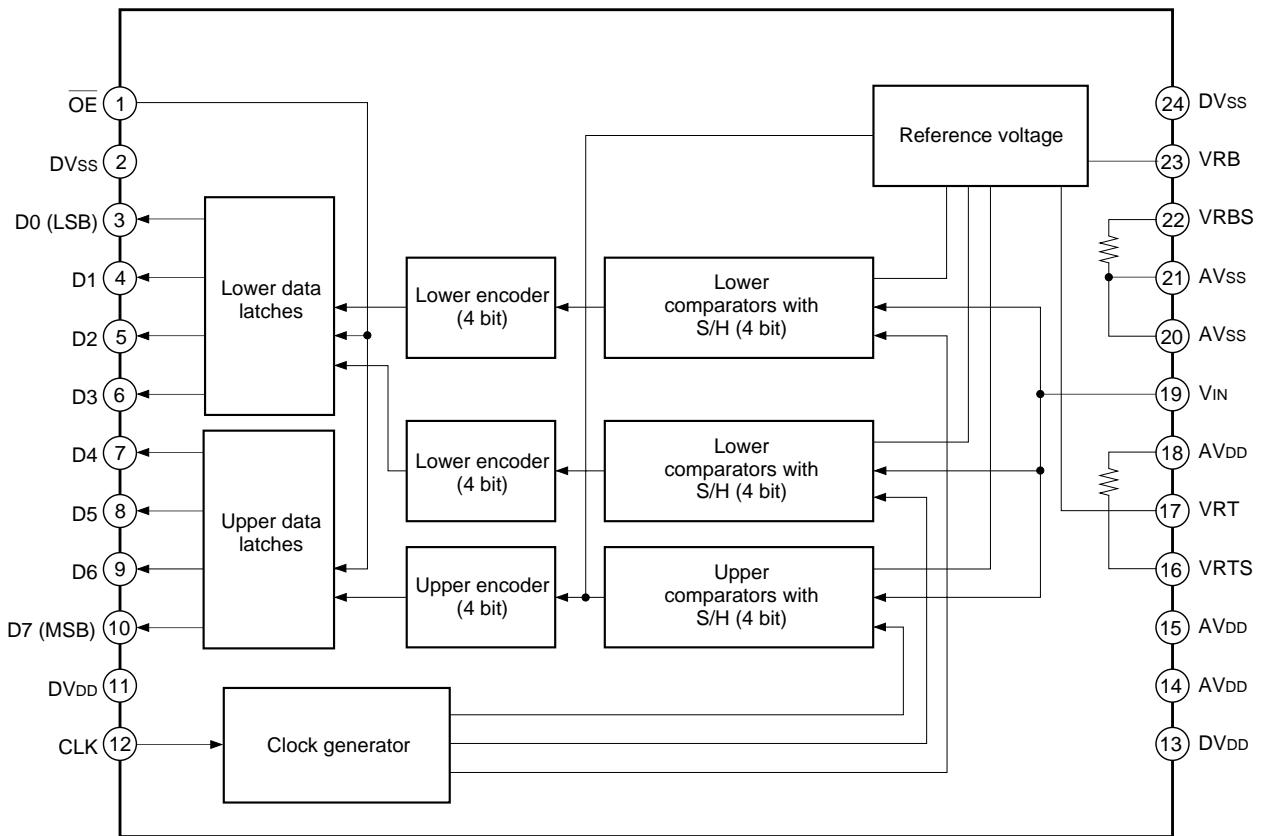 OE 1
DVSS 2
D0 (LSB) 3
D1 4
D2 5
D3 6
D4 7
D5 8
D6 9
D7 (MSB) 10
DVDD 11
CLK 12
Lower data
latches
Upper data
latches
Clock generator
Lower encoder
(4 bit)
Lower encoder
(4 bit)
Upper encoder
(4 bit)
Reference voltage
Lower
comparators with
S/H (4 bit)
Lower
comparators with
S/H (4 bit)
Upper
comparators with
S/H (4 bit)
24 DVSS
23 VRB
22 VRBS
21 AVSS
20 AVSS
19 VIN
18 AVDD
17 VRT
16 VRTS
15 AVDD
14 AVDD
13 DVDD